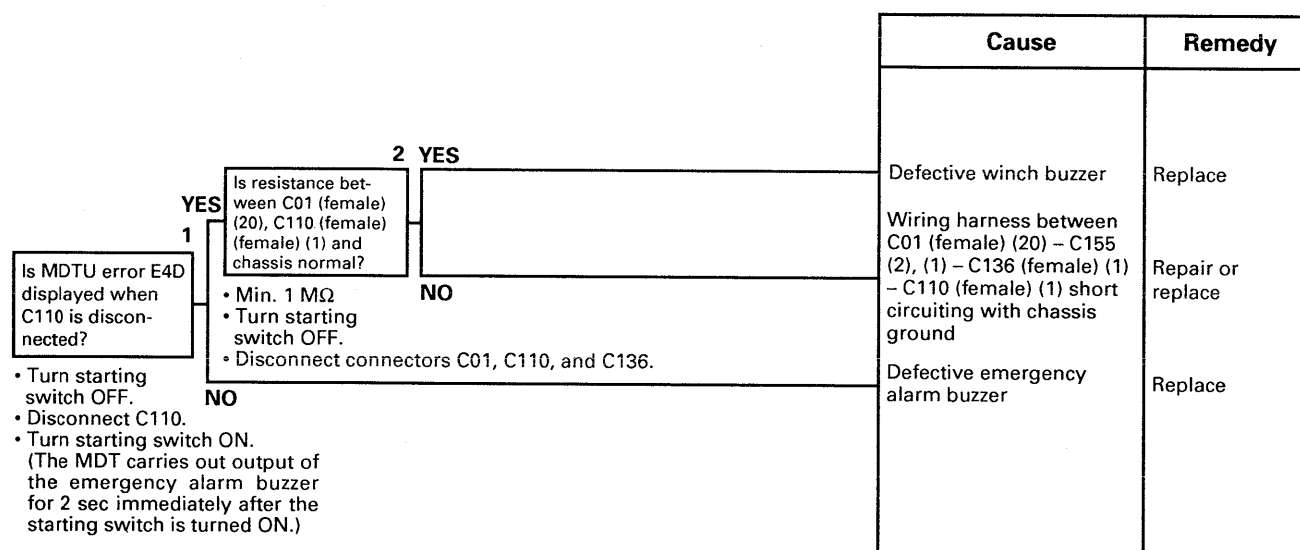 Cause
Remedy
2 YES
Is resistance bet-
ween C01 (female)
(20), C110 (female)
(female) (1) and
chassis normal?
Defective winch buzzer
Replace
YES
1
Is MDTU error E4D
displayed when
C110 is discon-
nected?
• Min. 1 MΩ
• Turn starting
switch OFF.
• Disconnect connectors C01, C110, and C136.
NO
Wiring harness between
C01 (female) (20) – C155
(2), (1) – C136 (female) (1)
– C110 (female) (1) short
circuiting with chassis
ground
Repair or
replace
• Turn starting
switch OFF.
• Disconnect C110.
• Turn starting switch ON.
(The MDT carries out output of
the emergency alarm buzzer
for 2 sec immediately after the
starting switch is turned ON.)
NO
Defective emergency
alarm buzzer
Replace